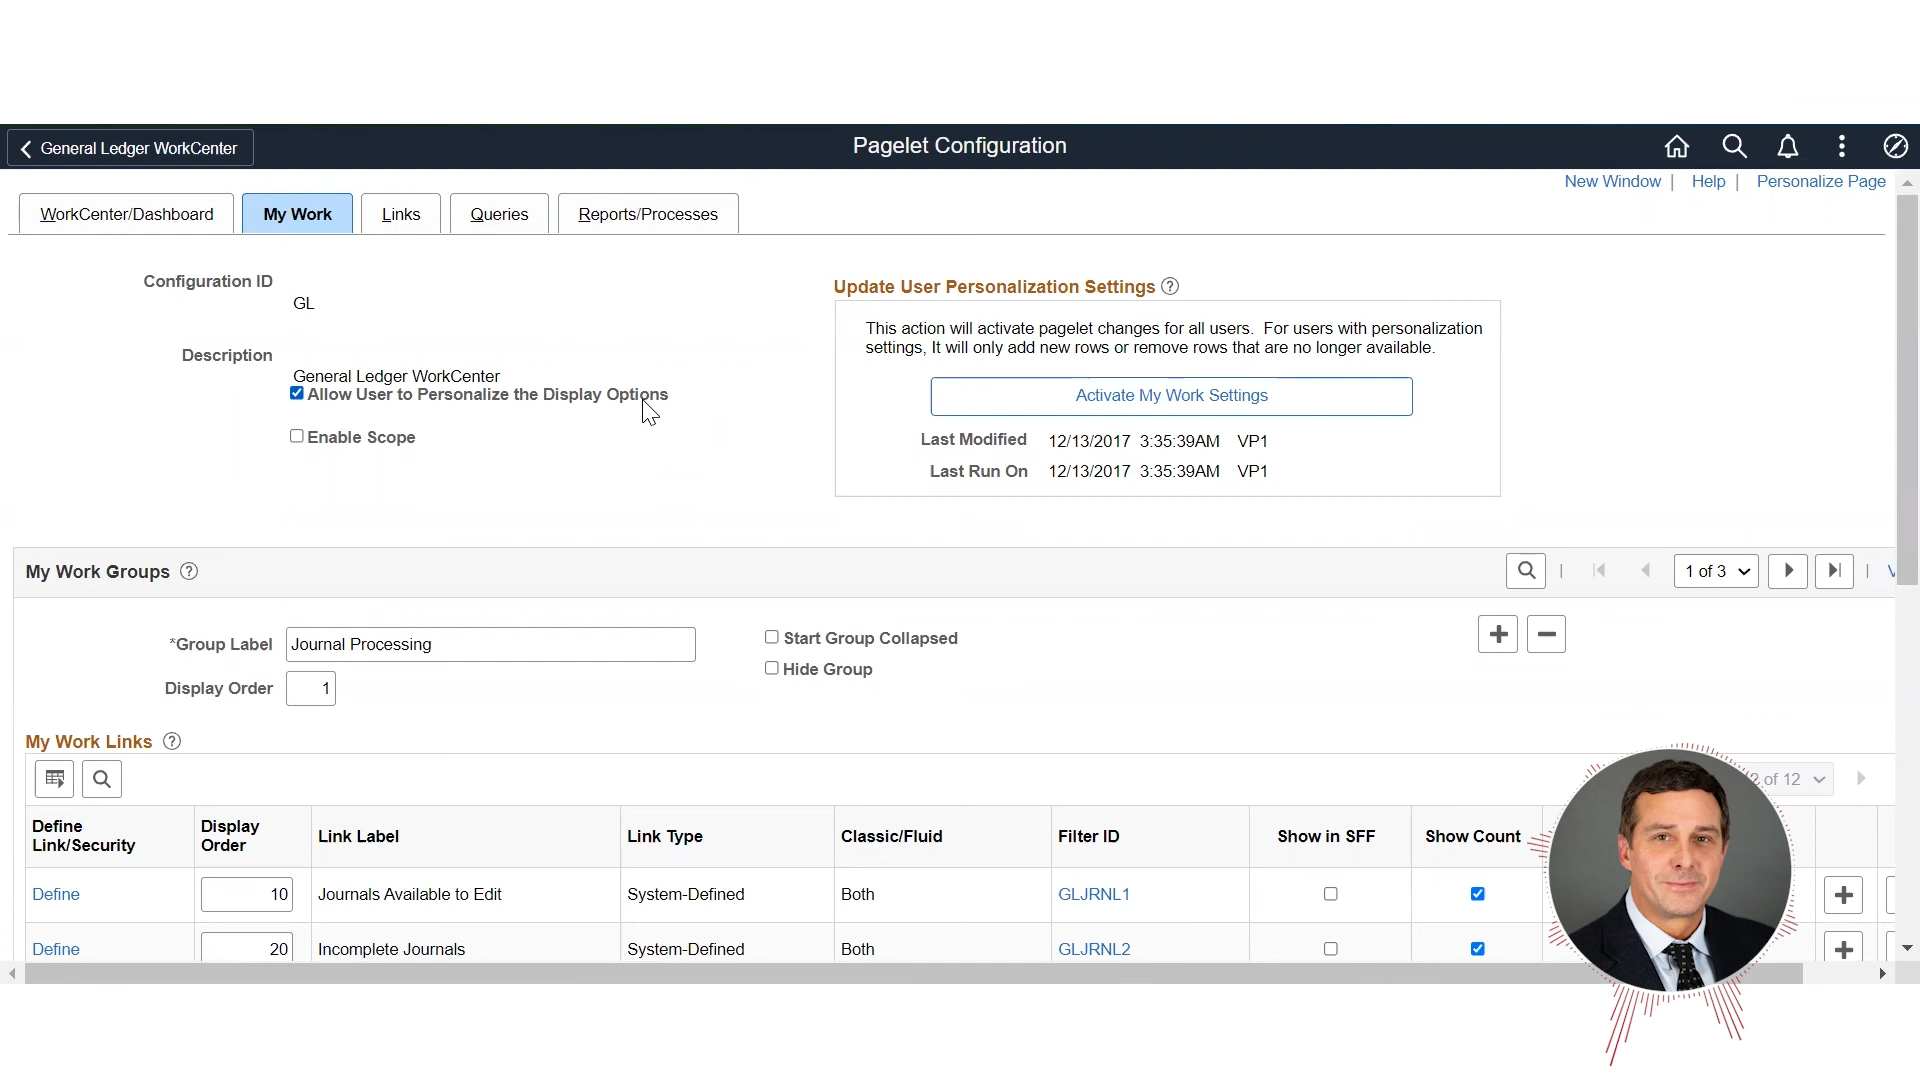 General Ledger WorkCenter
Pagelet Configuration
New Window | Help | Personalize Page
WorkCenter/Dashboard
My Work
Links
Queries
Reports/Processes
Configuration ID
GL
Description
General Ledger WorkCenter
Allow User to Personalize the Display Options
Enable Scope
Update User Personalization Settings
This action will activate pagelet changes for all users. For users with personalization
settings, It will only add new rows or remove rows that are no longer available.
Activate My Work Settings
Last Modified 12/13/2017 3:35:39AM VP1
Last Run On 12/13/2017 3:35:39AM VP1
My Work Groups
1 of 3
*Group Label Journal Processing
Start Group Collapsed
Hide Group
Display Order 1
My Work Links
of 12
Define Link/Security
Display Order
Link Label
Link Type
Classic/Fluid
Filter ID
Show in SFF
Show Count
Define 10 Journals Available to Edit System-Defined Both GLJRNL1
Define 20 Incomplete Journals System-Defined Both GLJRNL2